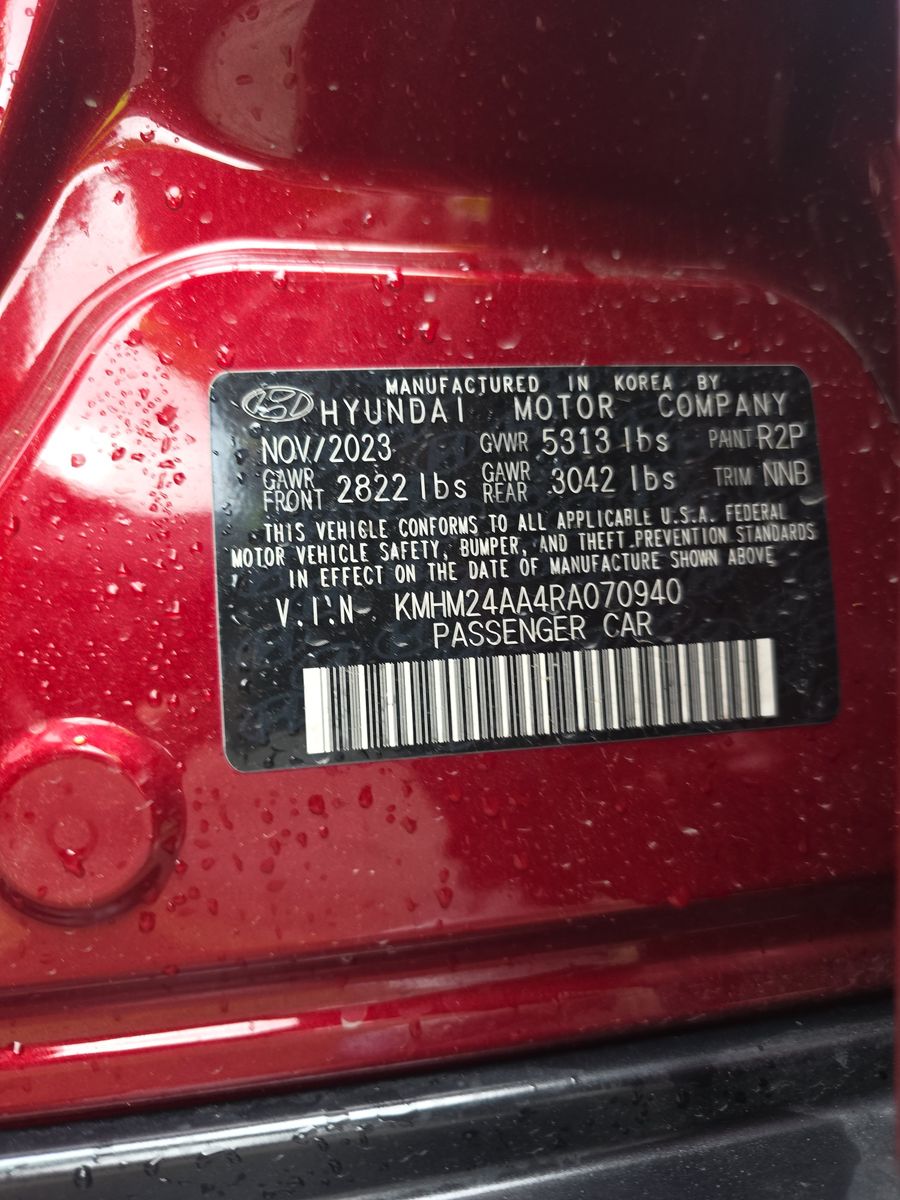 MANUFACTURED IN KOREA BY
HYUNDAI MOTOR COMPANY
NOV/2023 GVWR 5313 lbs PAINT R2P
GAWR FRONT 2822 lbs GAWR REAR 3042 lbs TRIM NNB
THIS VEHICLE CONFORMS TO ALL APPLICABLE U.S.A. FEDERAL
MOTOR VEHICLE SAFETY, BUMPER, AND THEFT PREVENTION STANDARDS
IN EFFECT ON THE DATE OF MANUFACTURE SHOWN ABOVE
V.I.N KMHM24AA4RA070940
PASSENGER CAR